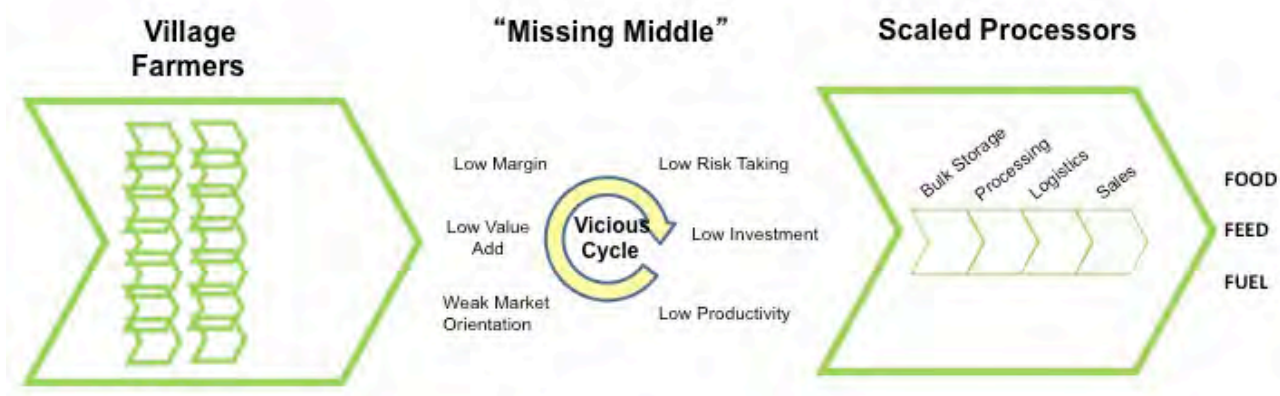 Village
Farmers
“Missing Middle”
Scaled Processors
Low Margin
Low Risk Taking
Low Value
Add
Vicious
Cycle
Low Investment
Weak Market
Orientation
Low Productivity
Bulk Storage
Processing
Logistics
Sales
FOOD
FEED
FUEL